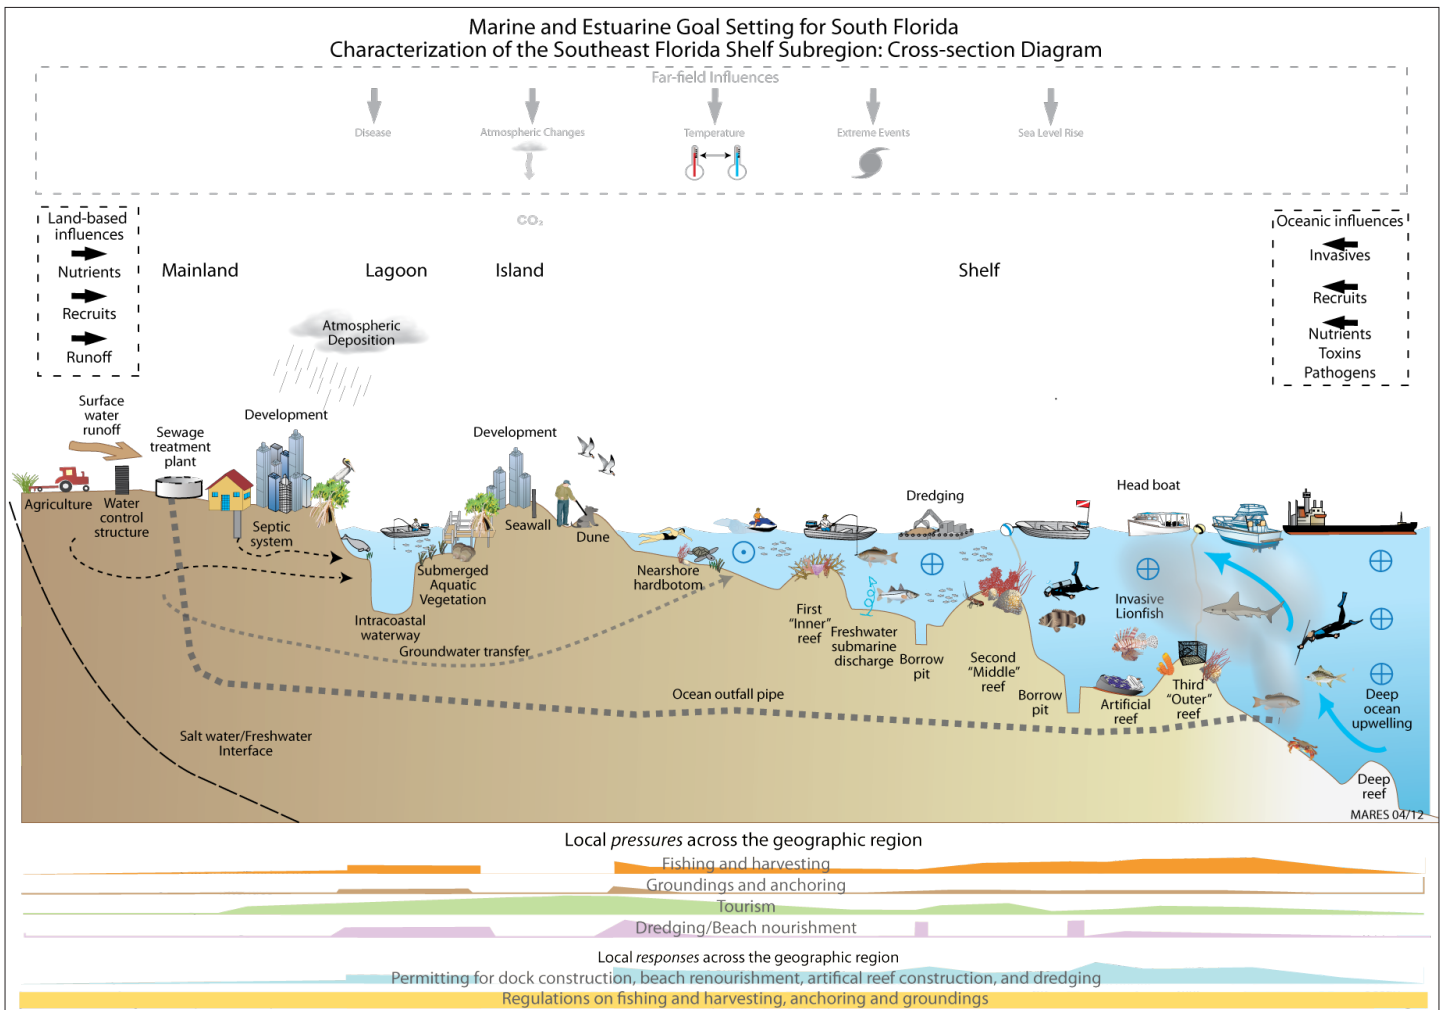 Marine and Estuarine Goal Setting for South Florida
Characterization of the Southeast Florida Shelf Subregion: Cross-section Diagram
Far-field Influences
Disease
Atmospheric Changes
Temperature
Extreme Events
Sea Level Rise
CO₂
Land-based
influences
Nutrients
Recruits
Runoff
Oceanic influences
Invasives
Recruits
Nutrients
Toxins
Pathogens
Mainland
Lagoon
Island
Shelf
Atmospheric
Deposition
Surface
water
runoff
Sewage
treatment
plant
Development
Development
Agriculture
Water
control
structure
Septic
system
Submerged
Aquatic
Vegetation
Intracoastal
waterway
Seawall
Dune
Nearshore
hardbotom
Groundwater transfer
Ocean outfall pipe
Salt water/Freshwater
Interface
First
"Inner"
reef
Freshwater
submarine
discharge
Dredging
Borrow
pit
Second
"Middle"
reef
Borrow
pit
Head boat
Invasive
Lionfish
Artificial
reef
Third
"Outer"
reef
Deep
ocean
upwelling
Deep
reef
MARES 04/12
Local pressures across the geographic region
Fishing and harvesting
Groundings and anchoring
Tourism
Dredging/Beach nourishment
Local responses across the geographic region
Permitting for dock construction, beach renourishment, artifical reef construction, and dredging
Regulations on fishing and harvesting, anchoring and groundings